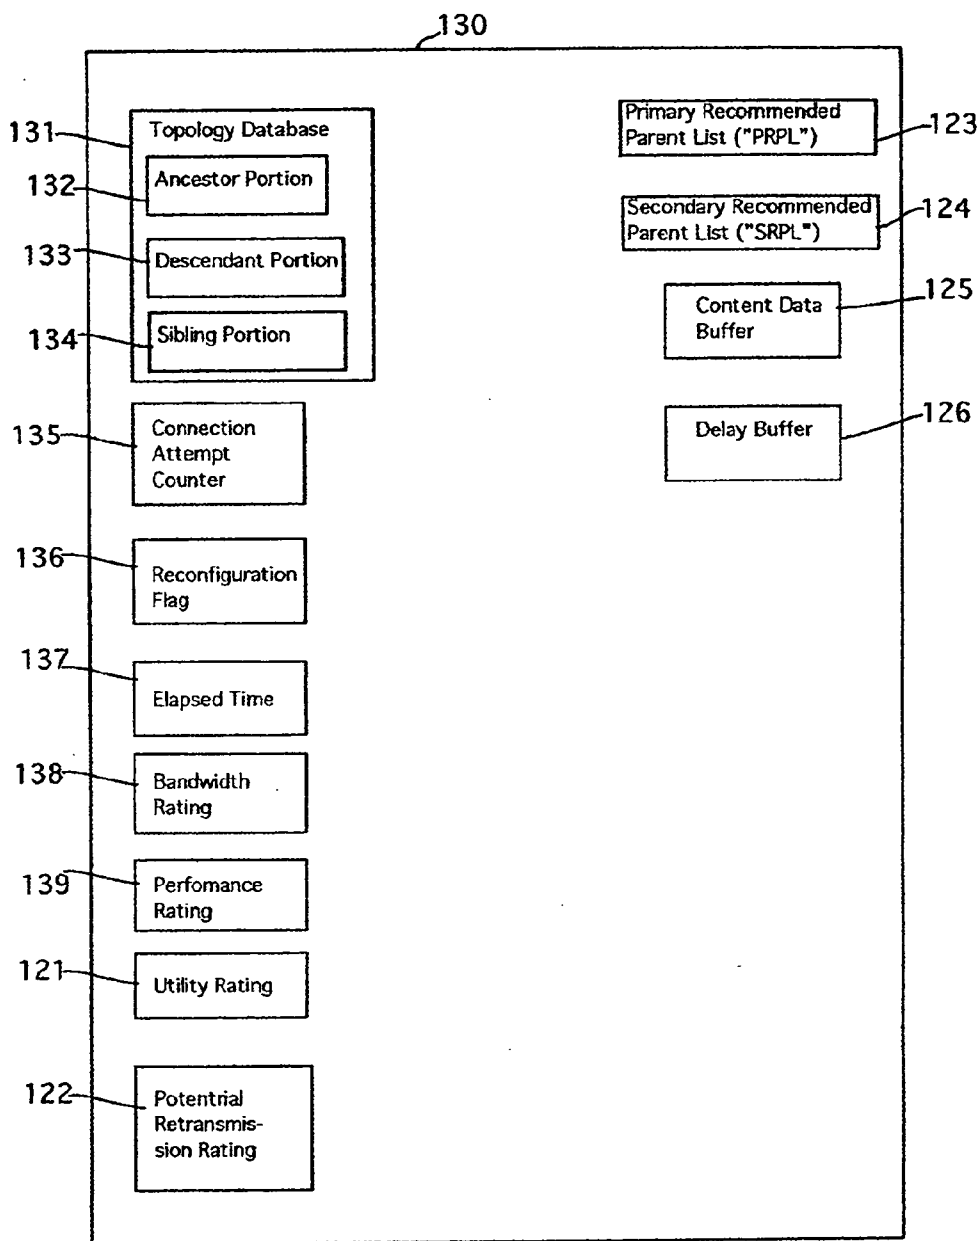 130
131
Topology Database
132
Ancestor Portion
133
Descendant Portion
134
Sibling Portion
135
Connection
Attempt
Counter
136
Reconfiguration
Flag
137
Elapsed Time
138
Bandwidth
Rating
139
Perfomance
Rating
121
Utility Rating
122
Potentrial
Retransmis-
sion Rating
Primary Recommended
Parent List ("PRPL")
123
Secondary Recommended
Parent List ("SRPL")
124
Content Data
Buffer
125
Delay Buffer
126